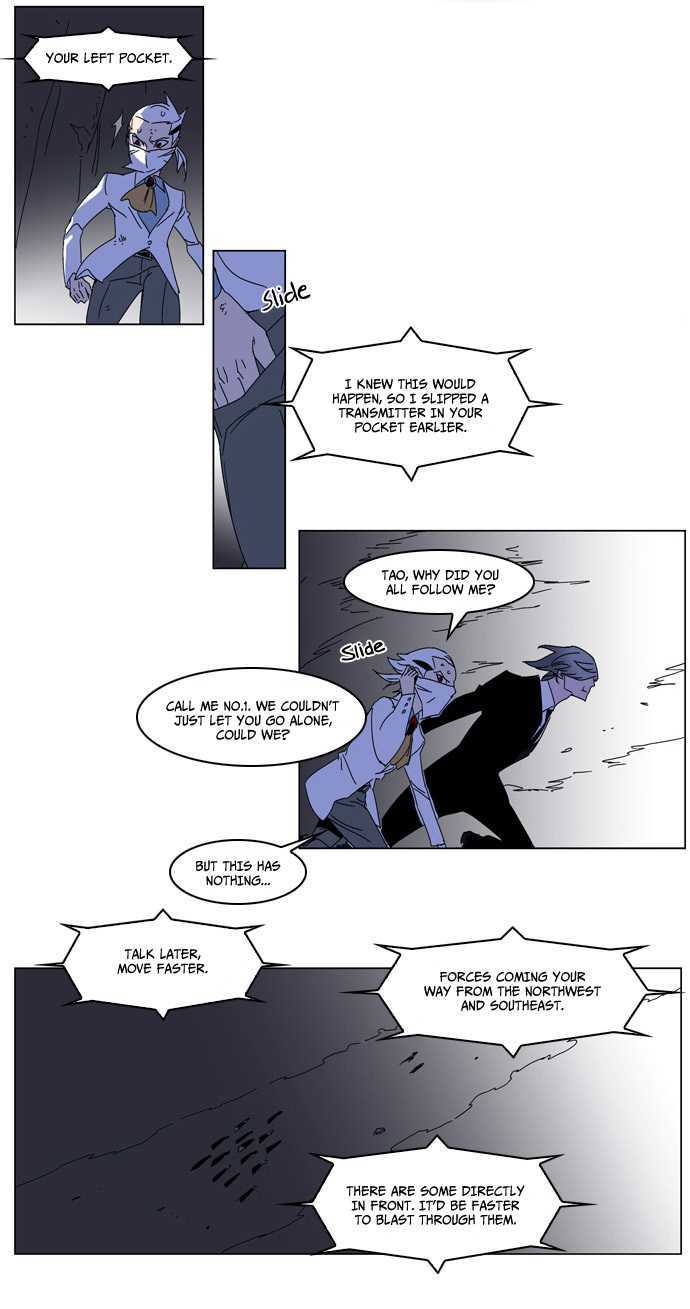 YOUR LEFT POCKET.
Slide
I KNEW THIS WOULD
HAPPEN, SO I SLIPPED A
TRANSMITTER IN YOUR
POCKET EARLIER.
TAO, WHY DID YOU
ALL FOLLOW ME?
Slide
CALL ME NO.1. WE COULDN'T
JUST LET YOU GO ALONE,
COULD WE?
BUT THIS HAS
NOTHING...
TALK LATER,
MOVE FASTER.
FORCES COMING YOUR
WAY FROM THE NORTHWEST
AND SOUTHEAST.
THERE ARE SOME DIRECTLY
IN FRONT. IT'D BE FASTER
TO BLAST THROUGH THEM.